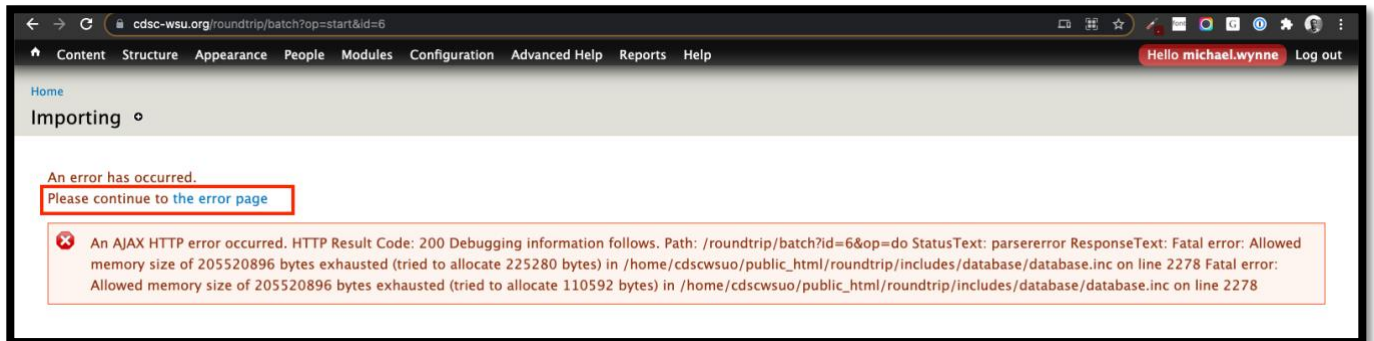 cdsc-wsu.org/roundtrip/batch?op=start&id=6
Content Structure Appearance People Modules Configuration Advanced Help Reports Help Hello michael.wynne Log out
Home
Importing
An error has occurred.
Please continue to the error page
An AJAX HTTP error occurred. HTTP Result Code: 200 Debugging information follows. Path: /roundtrip/batch?id=6&op=do StatusText: parsererror ResponseText: Fatal error: Allowed
memory size of 205520896 bytes exhausted (tried to allocate 225280 bytes) in /home/cdscwsuo/public_html/roundtrip/includes/database/database.inc on line 2278 Fatal error:
Allowed memory size of 205520896 bytes exhausted (tried to allocate 110592 bytes) in /home/cdscwsuo/public_html/roundtrip/includes/database/database.inc on line 2278